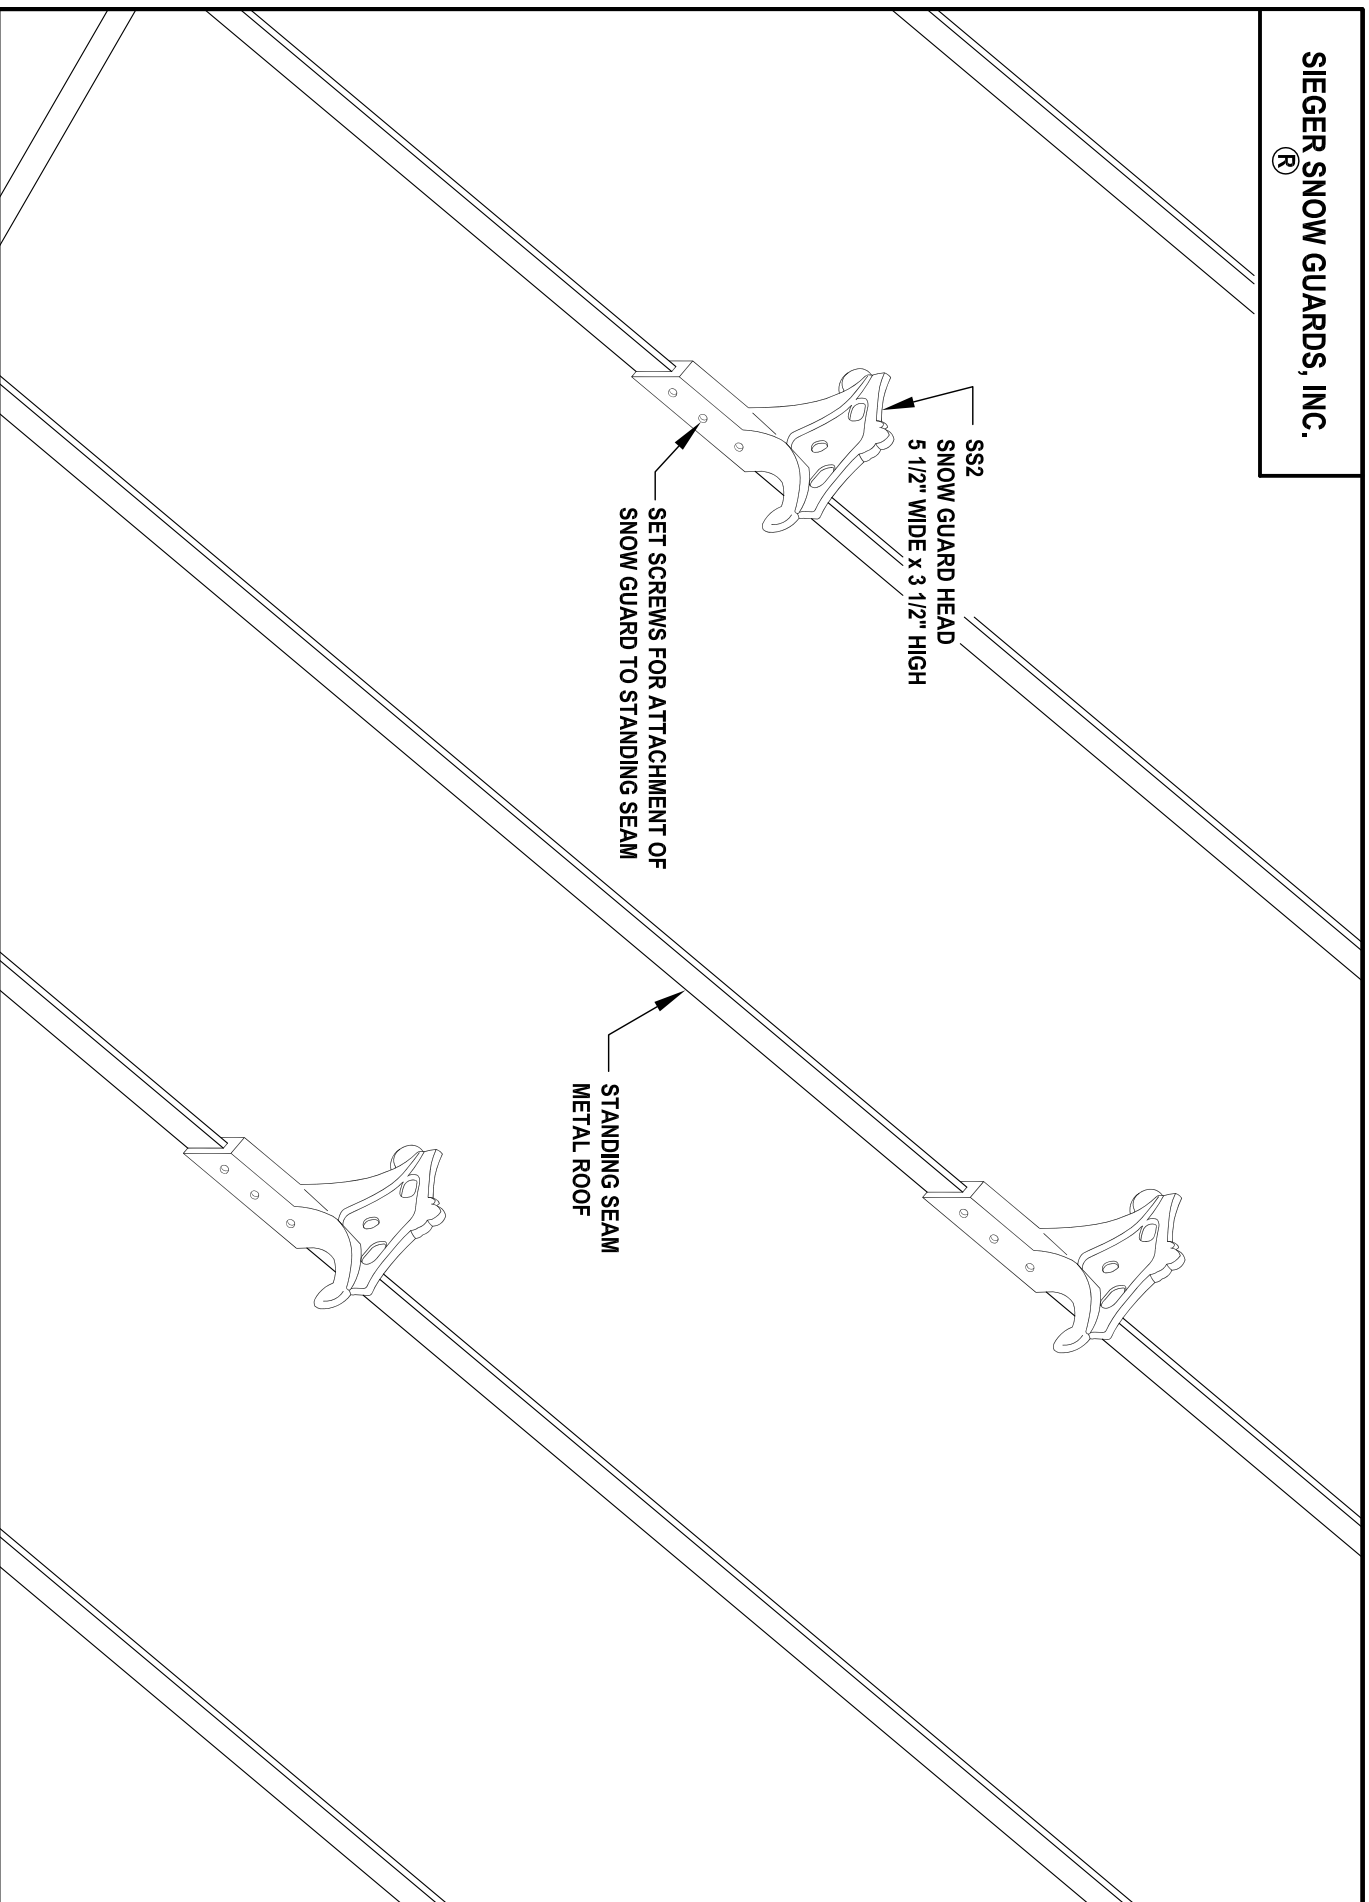 SIEGER SNOW GUARDS, INC.
®
SS2
SNOW GUARD HEAD
5 1/2" WIDE x 3 1/2" HIGH
SET SCREWS FOR ATTACHMENT OF
SNOW GUARD TO STANDING SEAM
STANDING SEAM
METAL ROOF